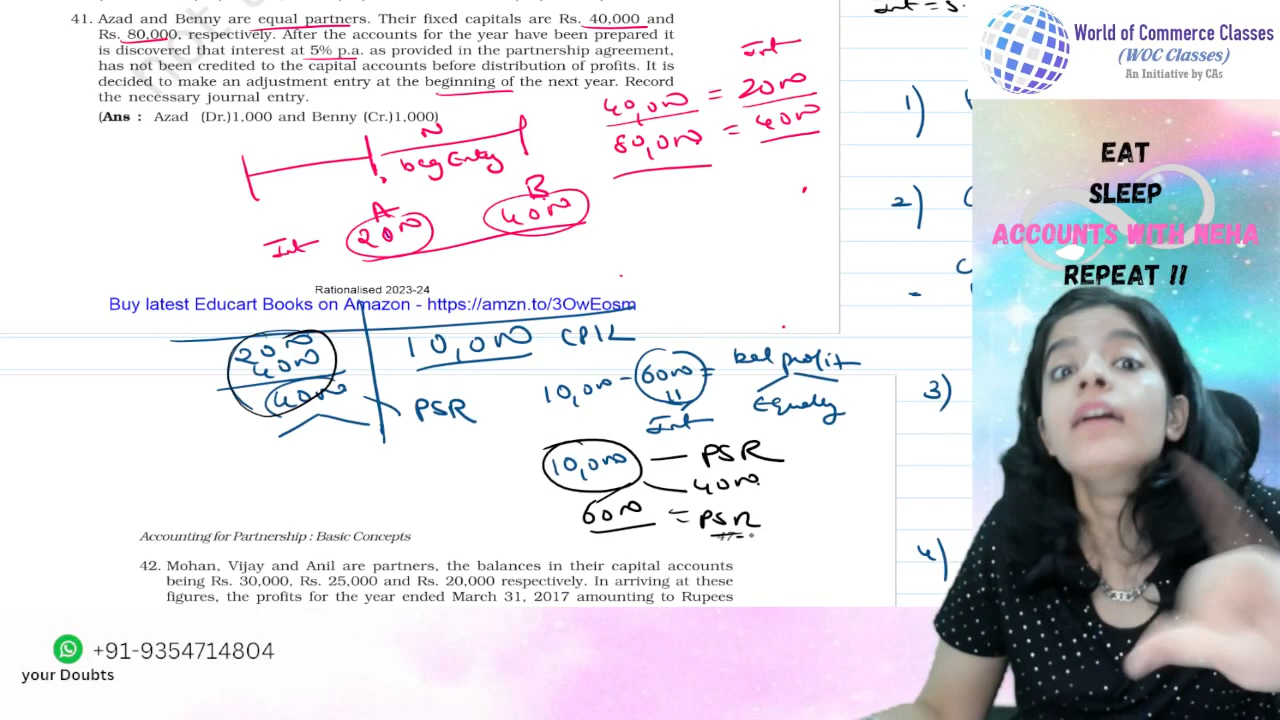 41. Azad and Benny are equal partners. Their fixed capitals are Rs. 40,000 and
Rs. 80,000, respectively. After the accounts for the year have been prepared it
is discovered that interest at 5% p.a. as provided in the partnership agreement,
has not been credited to the capital accounts before distribution of profits. It is
decided to make an adjustment entry at the beginning of the next year. Record
the necessary journal entry.
(Ans : Azad (Dr.)1,000 and Benny (Cr.)1,000)
Int
40,000 = 2000
80,000 = 4000
N
beg Entry
A
B
Int 2000 4000
Rationalised 2023-24
Buy latest Educart Books on Amazon - https://amzn.to/3OwEosm
2000
4000
10,000
PSR
10,000 - 6000 = bal profit
Int
Equally
10,000 — PSR
4000
6000 = PSR
Accounting for Partnership : Basic Concepts
42. Mohan, Vijay and Anil are partners, the balances in their capital accounts
being Rs. 30,000, Rs. 25,000 and Rs. 20,000 respectively. In arriving at these
figures, the profits for the year ended March 31, 2017 amounting to Rupees
1)
2)
3)
4)
World of Commerce Classes
(WOC Classes)
An Initiative by CAs
EAT
SLEEP
ACCOUNTS WITH NEHA
REPEAT !!
+91-9354714804
your Doubts